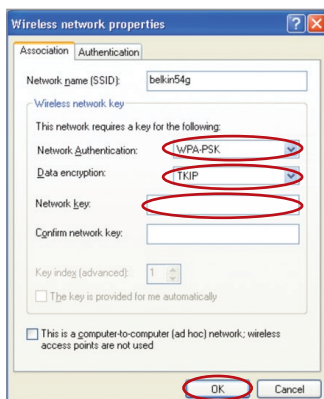 Wireless network properties
Association Authentication
Network name (SSID): belkin54g
Wireless network key
This network requires a key for the following:
Network Authentication: WPA-PSK
Data encryption: TKIP
Network key:
Confirm network key:
Key index (advanced): 1
The key is provided for me automatically
This is a computer-to-computer (ad hoc) network; wireless
access points are not used
OK Cancel